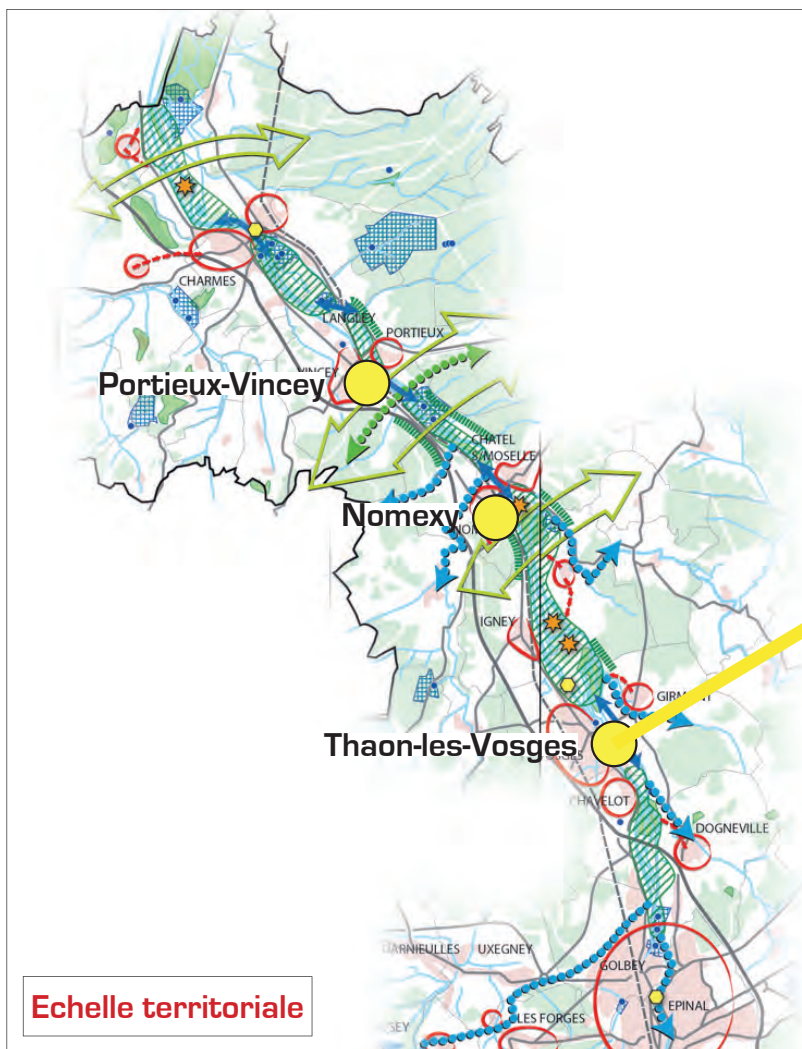 CHARMES
LANGLEY
PORTIEUX
Portieux-Vincey
CHATEL
S/MOSELLE
Nomexy
IGNEY
GIRMONT
Thaon-les-Vosges
CHAVELOT
DOGNEVILLE
UXEGNEY
GOLBEY
EPINAL
LES FORGES
Echelle territoriale